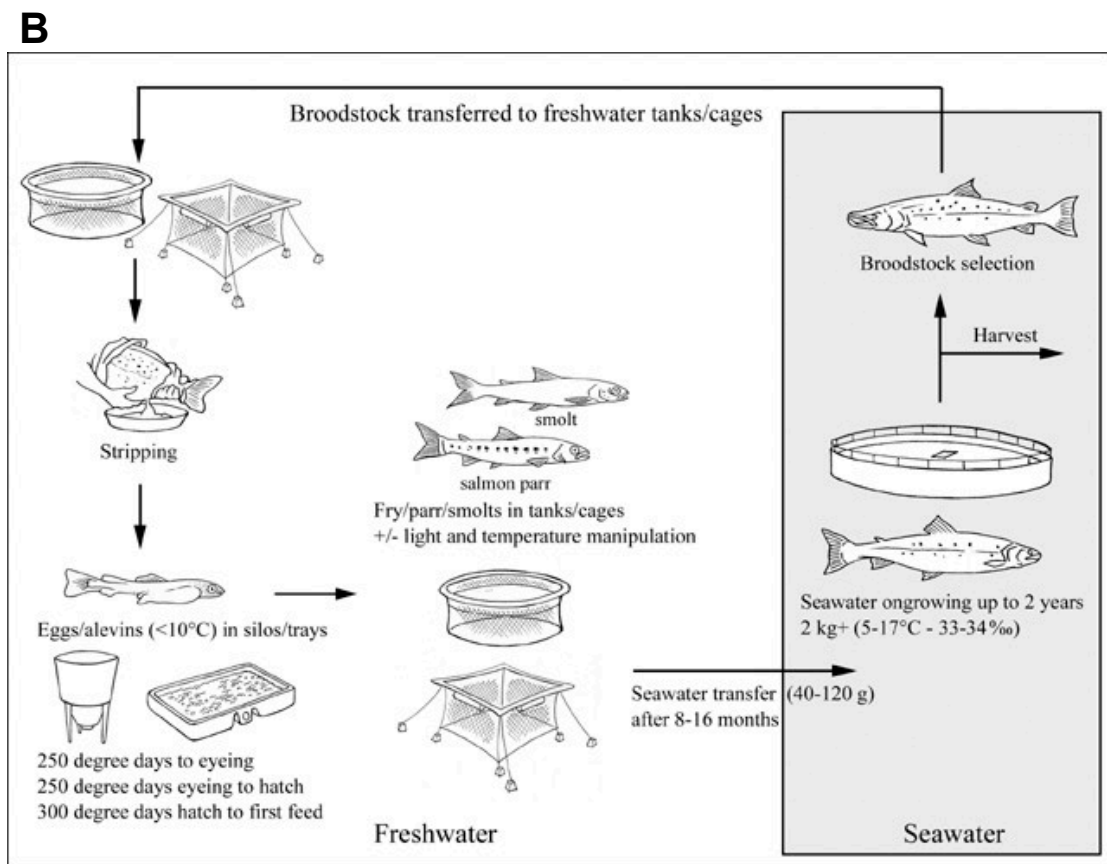 B
Broodstock transferred to freshwater tanks/cages
Broodstock selection
Harvest
Stripping
smolt
salmon parr
Fry/parr/smolts in tanks/cages
+/- light and temperature manipulation
Eggs/alevins (<10°C) in silos/trays
Seawater ongrowing up to 2 years
2 kg+ (5-17°C - 33-34‰)
Seawater transfer (40-120 g)
after 8-16 months
250 degree days to eyeing
250 degree days eyeing to hatch
300 degree days hatch to first feed
Freshwater
Seawater